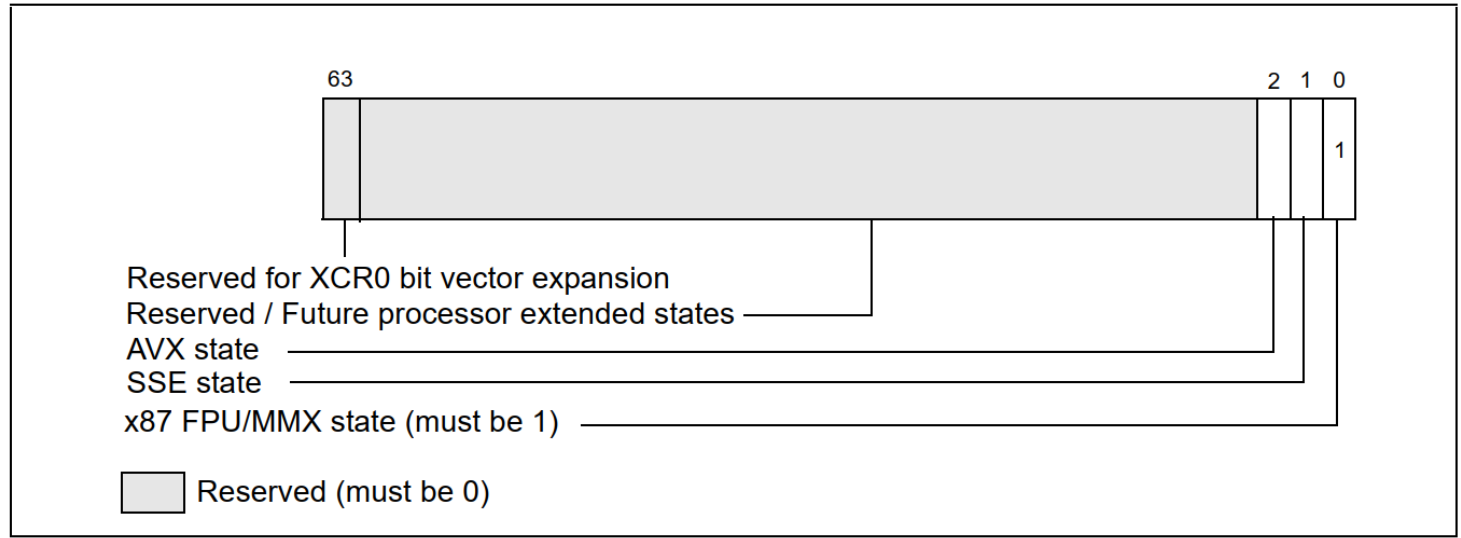 63 2 1 0
1
Reserved for XCR0 bit vector expansion
Reserved / Future processor extended states
AVX state
SSE state
x87 FPU/MMX state (must be 1)
Reserved (must be 0)